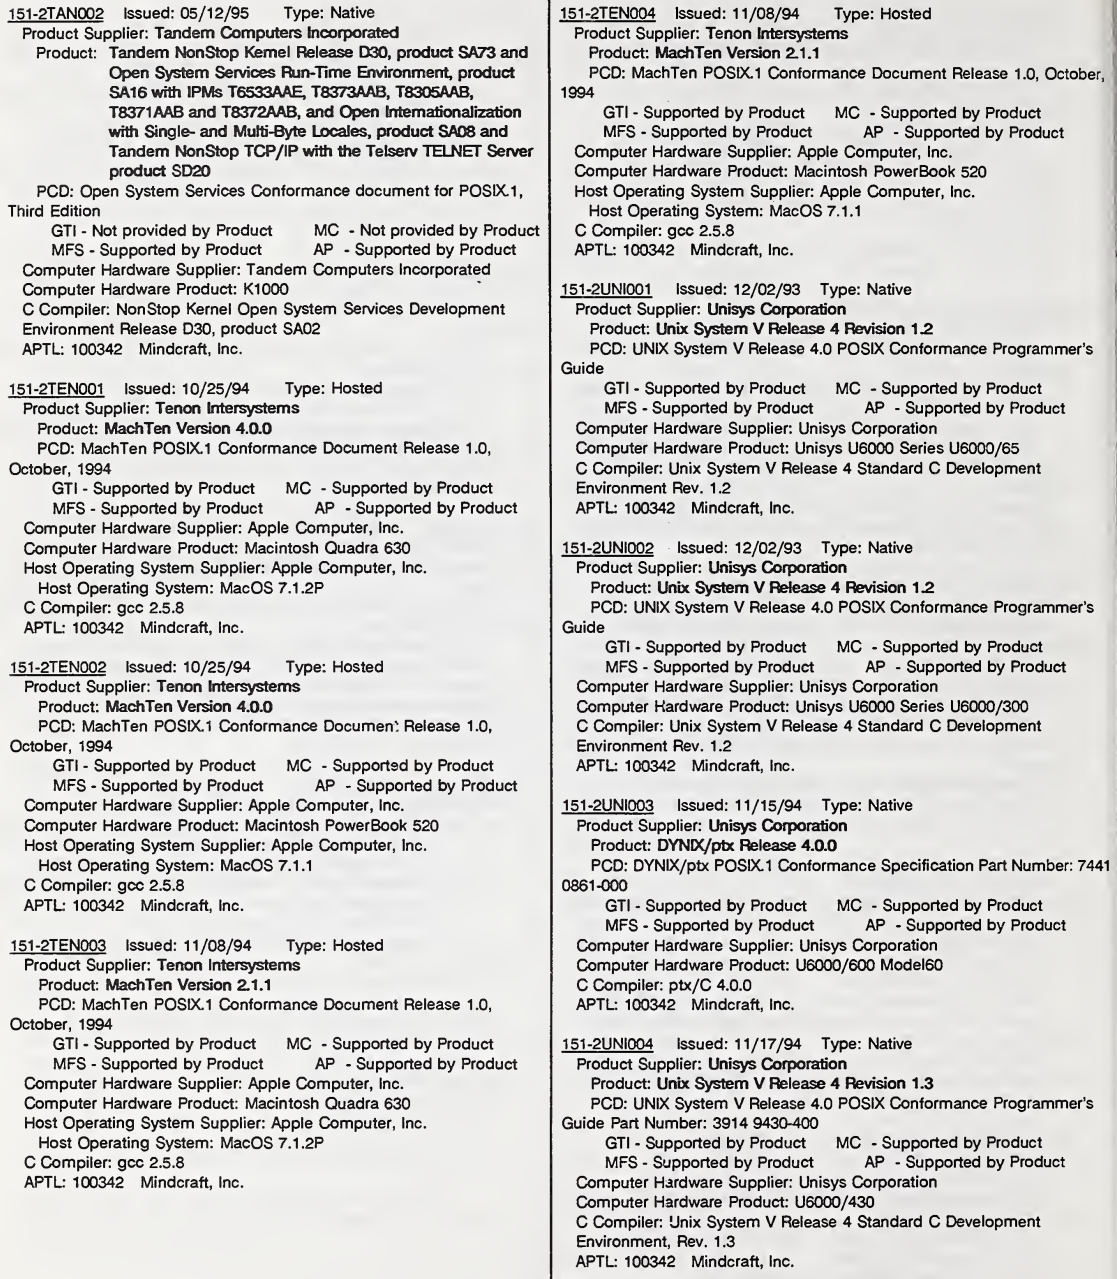 151-2TAN002 Issued: 05/12/95 Type: Native
Product Supplier: Tandem Computers Incorporated
Product: Tandem NonStop Kernel Release D30, product SA73 and
Open System Services Run-Time Environment, product
SA16 with IPMs T6533AAE, T8373AAB, T8305AAB,
T8371AAB and T8372AAB, and Open Internationalization
with Single- and Multi-Byte Locales, product SA08 and
Tandem NonStop TCP/IP with the Telserv TELNET Server
product SD20
PCD: Open System Services Conformance document for POSIX.1,
Third Edition
GTI - Not provided by Product MC - Not provided by Product
MFS - Supported by Product AP - Supported by Product
Computer Hardware Supplier: Tandem Computers Incorporated
Computer Hardware Product: K1000
C Compiler: NonStop Kernel Open System Services Development
Environment Release D30, product SA02
APTL: 100342 Mindcraft, Inc.
151-2TEN001 Issued: 10/25/94 Type: Hosted
Product Supplier: Tenon Intersystems
Product: MachTen Version 4.0.0
PCD: MachTen POSIX.1 Conformance Document Release 1.0,
October, 1994
GTI - Supported by Product MC - Supported by Product
MFS - Supported by Product AP - Supported by Product
Computer Hardware Supplier: Apple Computer, Inc.
Computer Hardware Product: Macintosh Quadra 630
Host Operating System Supplier: Apple Computer, Inc.
Host Operating System: MacOS 7.1.2P
C Compiler: gcc 2.5.8
APTL: 100342 Mindcraft, Inc.
151-2TEN002 Issued: 10/25/94 Type: Hosted
Product Supplier: Tenon Intersystems
Product: MachTen Version 4.0.0
PCD: MachTen POSIX.1 Conformance Document Release 1.0,
October, 1994
GTI - Supported by Product MC - Supported by Product
MFS - Supported by Product AP - Supported by Product
Computer Hardware Supplier: Apple Computer, Inc.
Computer Hardware Product: Macintosh PowerBook 520
Host Operating System Supplier: Apple Computer, Inc.
Host Operating System: MacOS 7.1.1
C Compiler: gcc 2.5.8
APTL: 100342 Mindcraft, Inc.
151-2TEN003 Issued: 11/08/94 Type: Hosted
Product Supplier: Tenon Intersystems
Product: MachTen Version 2.1.1
PCD: MachTen POSIX.1 Conformance Document Release 1.0,
October, 1994
GTI - Supported by Product MC - Supported by Product
MFS - Supported by Product AP - Supported by Product
Computer Hardware Supplier: Apple Computer, Inc.
Computer Hardware Product: Macintosh Quadra 630
Host Operating System Supplier: Apple Computer, Inc.
Host Operating System: MacOS 7.1.2P
C Compiler: gcc 2.5.8
APTL: 100342 Mindcraft, Inc.
151-2TEN004 Issued: 11/08/94 Type: Hosted
Product Supplier: Tenon Intersystems
Product: MachTen Version 2.1.1
PCD: MachTen POSIX.1 Conformance Document Release 1.0, October,
1994
GTI - Supported by Product MC - Supported by Product
MFS - Supported by Product AP - Supported by Product
Computer Hardware Supplier: Apple Computer, Inc.
Computer Hardware Product: Macintosh PowerBook 520
Host Operating System Supplier: Apple Computer, Inc.
Host Operating System: MacOS 7.1.1
C Compiler: gcc 2.5.8
APTL: 100342 Mindcraft, Inc.
151-2UNI001 Issued: 12/02/93 Type: Native
Product Supplier: Unisys Corporation
Product: Unix System V Release 4 Revision 1.2
PCD: UNIX System V Release 4.0 POSIX Conformance Programmer's
Guide
GTI - Supported by Product MC - Supported by Product
MFS - Supported by Product AP - Supported by Product
Computer Hardware Supplier: Unisys Corporation
Computer Hardware Product: Unisys U6000 Series U6000/65
C Compiler: Unix System V Release 4 Standard C Development
Environment Rev. 1.2
APTL: 100342 Mindcraft, Inc.
151-2UNI002 Issued: 12/02/93 Type: Native
Product Supplier: Unisys Corporation
Product: Unix System V Release 4 Revision 1.2
PCD: UNIX System V Release 4.0 POSIX Conformance Programmer's
Guide
GTI - Supported by Product MC - Supported by Product
MFS - Supported by Product AP - Supported by Product
Computer Hardware Supplier: Unisys Corporation
Computer Hardware Product: Unisys U6000 Series U6000/300
C Compiler: Unix System V Release 4 Standard C Development
Environment Rev. 1.2
APTL: 100342 Mindcraft, Inc.
151-2UNI003 Issued: 11/15/94 Type: Native
Product Supplier: Unisys Corporation
Product: DYNIX/ptx Release 4.0.0
PCD: DYNIX/ptx POSIX.1 Conformance Specification Part Number: 7441
0861-000
GTI - Supported by Product MC - Supported by Product
MFS - Supported by Product AP - Supported by Product
Computer Hardware Supplier: Unisys Corporation
Computer Hardware Product: U6000/600 Model60
C Compiler: ptx/C 4.0.0
APTL: 100342 Mindcraft, Inc.
151-2UNI004 Issued: 11/17/94 Type: Native
Product Supplier: Unisys Corporation
Product: Unix System V Release 4 Revision 1.3
PCD: UNIX System V Release 4.0 POSIX Conformance Programmer's
Guide Part Number: 3914 9430-400
GTI - Supported by Product MC - Supported by Product
MFS - Supported by Product AP - Supported by Product
Computer Hardware Supplier: Unisys Corporation
Computer Hardware Product: U6000/430
C Compiler: Unix System V Release 4 Standard C Development
Environment, Rev. 1.3
APTL: 100342 Mindcraft, Inc.